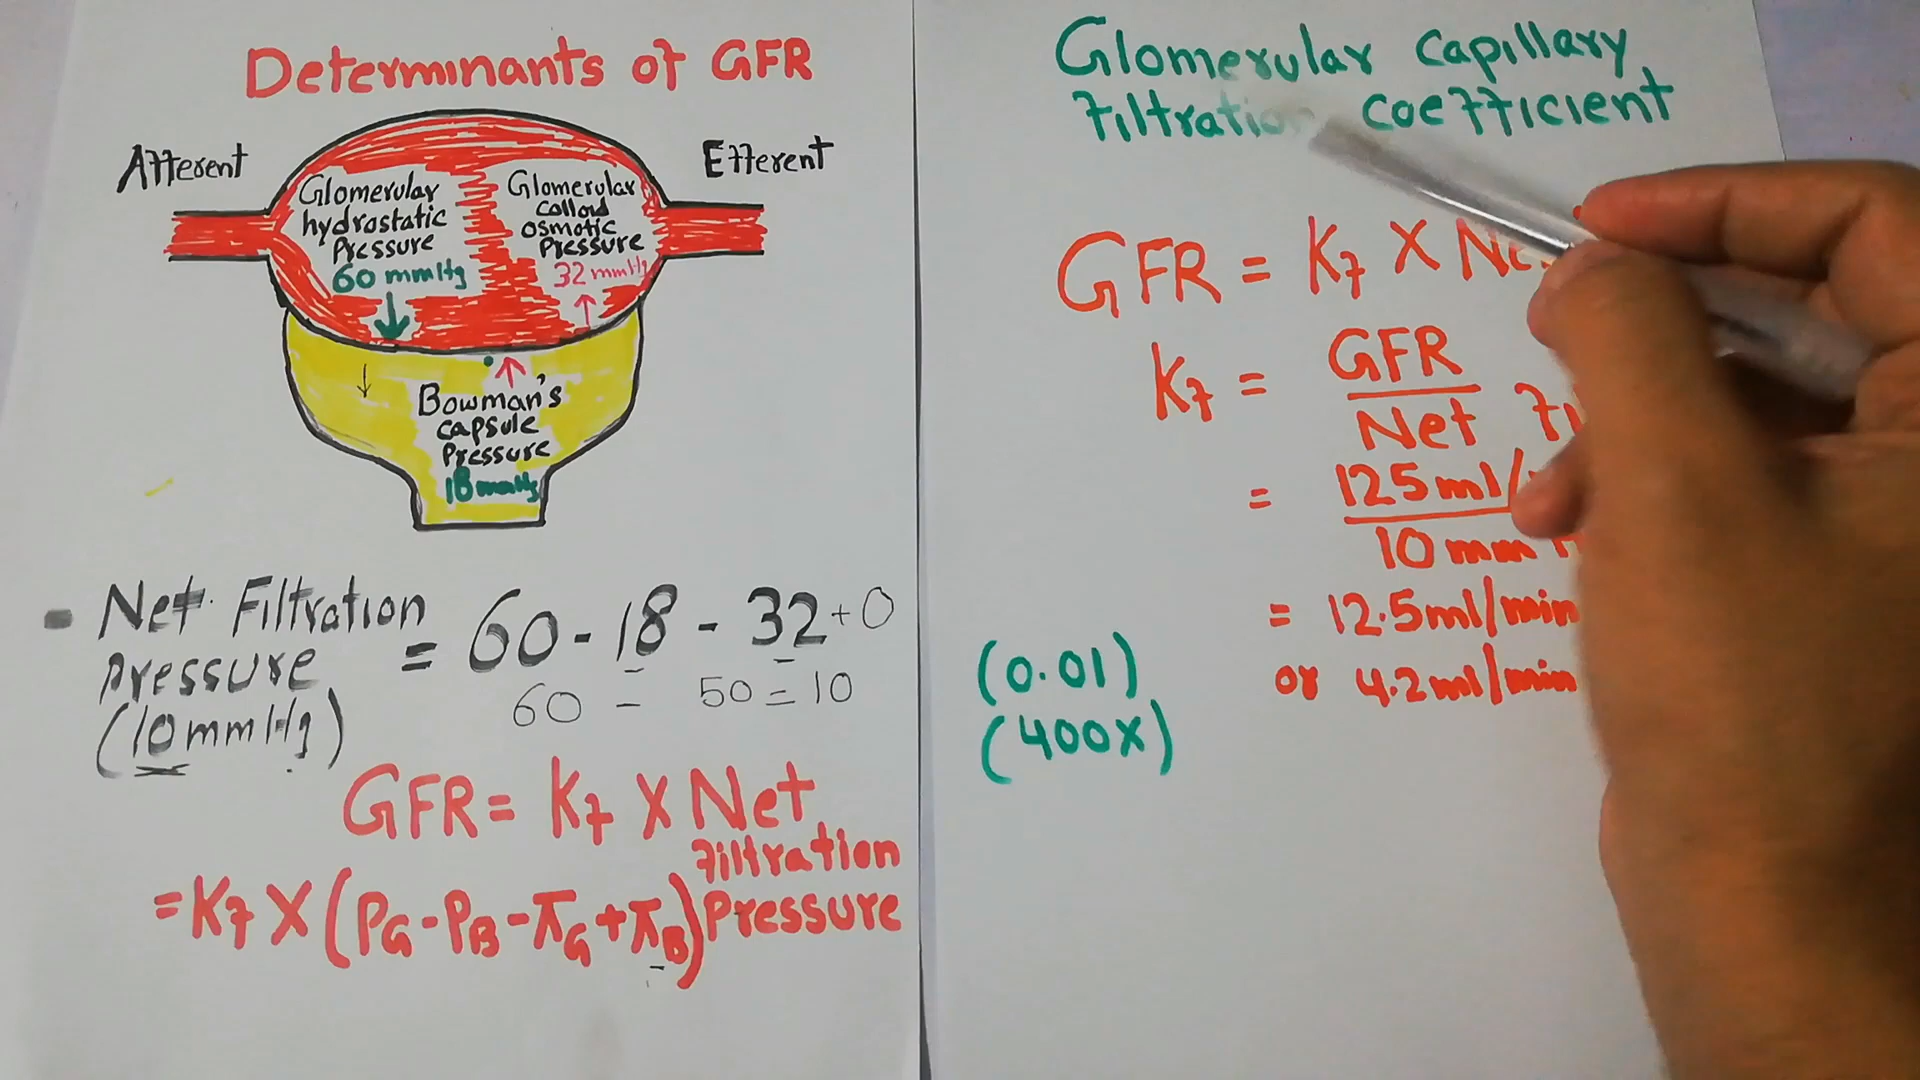 Determinants of GFR
Afferent
Efferent
Glomerular
hydrostatic
Pressure
60 mmHg
Glomerular
colloid
osmotic
Pressure
32 mmHg
Bowman's
capsule
Pressure
18 mmHg
Net Filtration
Pressure
(10mmHg)
= 60 - 18 - 32 + 0
60 - 50 = 10
GFR = Kf X Net
filtration
Pressure
= Kf X (PG - PB - πG + πB)
Glomerular Capillary
filtration coefficient
GFR = Kf X Net
Kf = GFR
Net
= 125 ml/
10 mm
= 12.5 ml/min
or 4.2 ml/min
(0.01)
(400X)